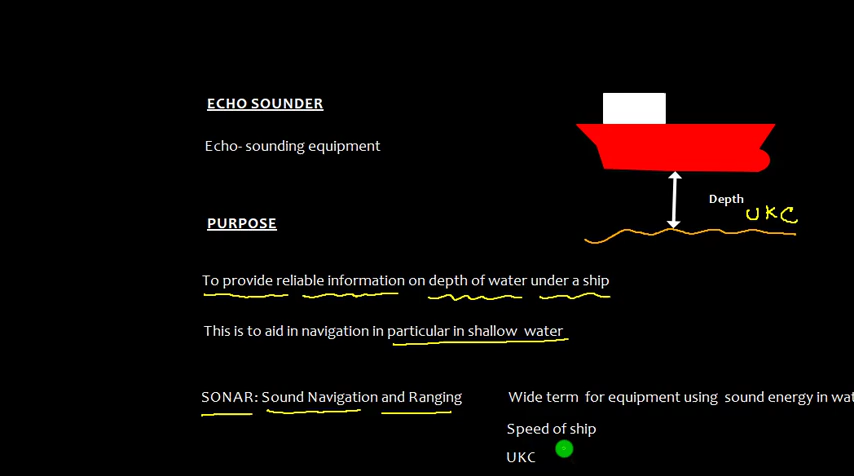 ECHO SOUNDER
Echo- sounding equipment
Depth
UKC
PURPOSE
To provide reliable information on depth of water under a ship
This is to aid in navigation in particular in shallow water
SONAR: Sound Navigation and Ranging
Wide term for equipment using sound energy in wat
Speed of ship
UKC